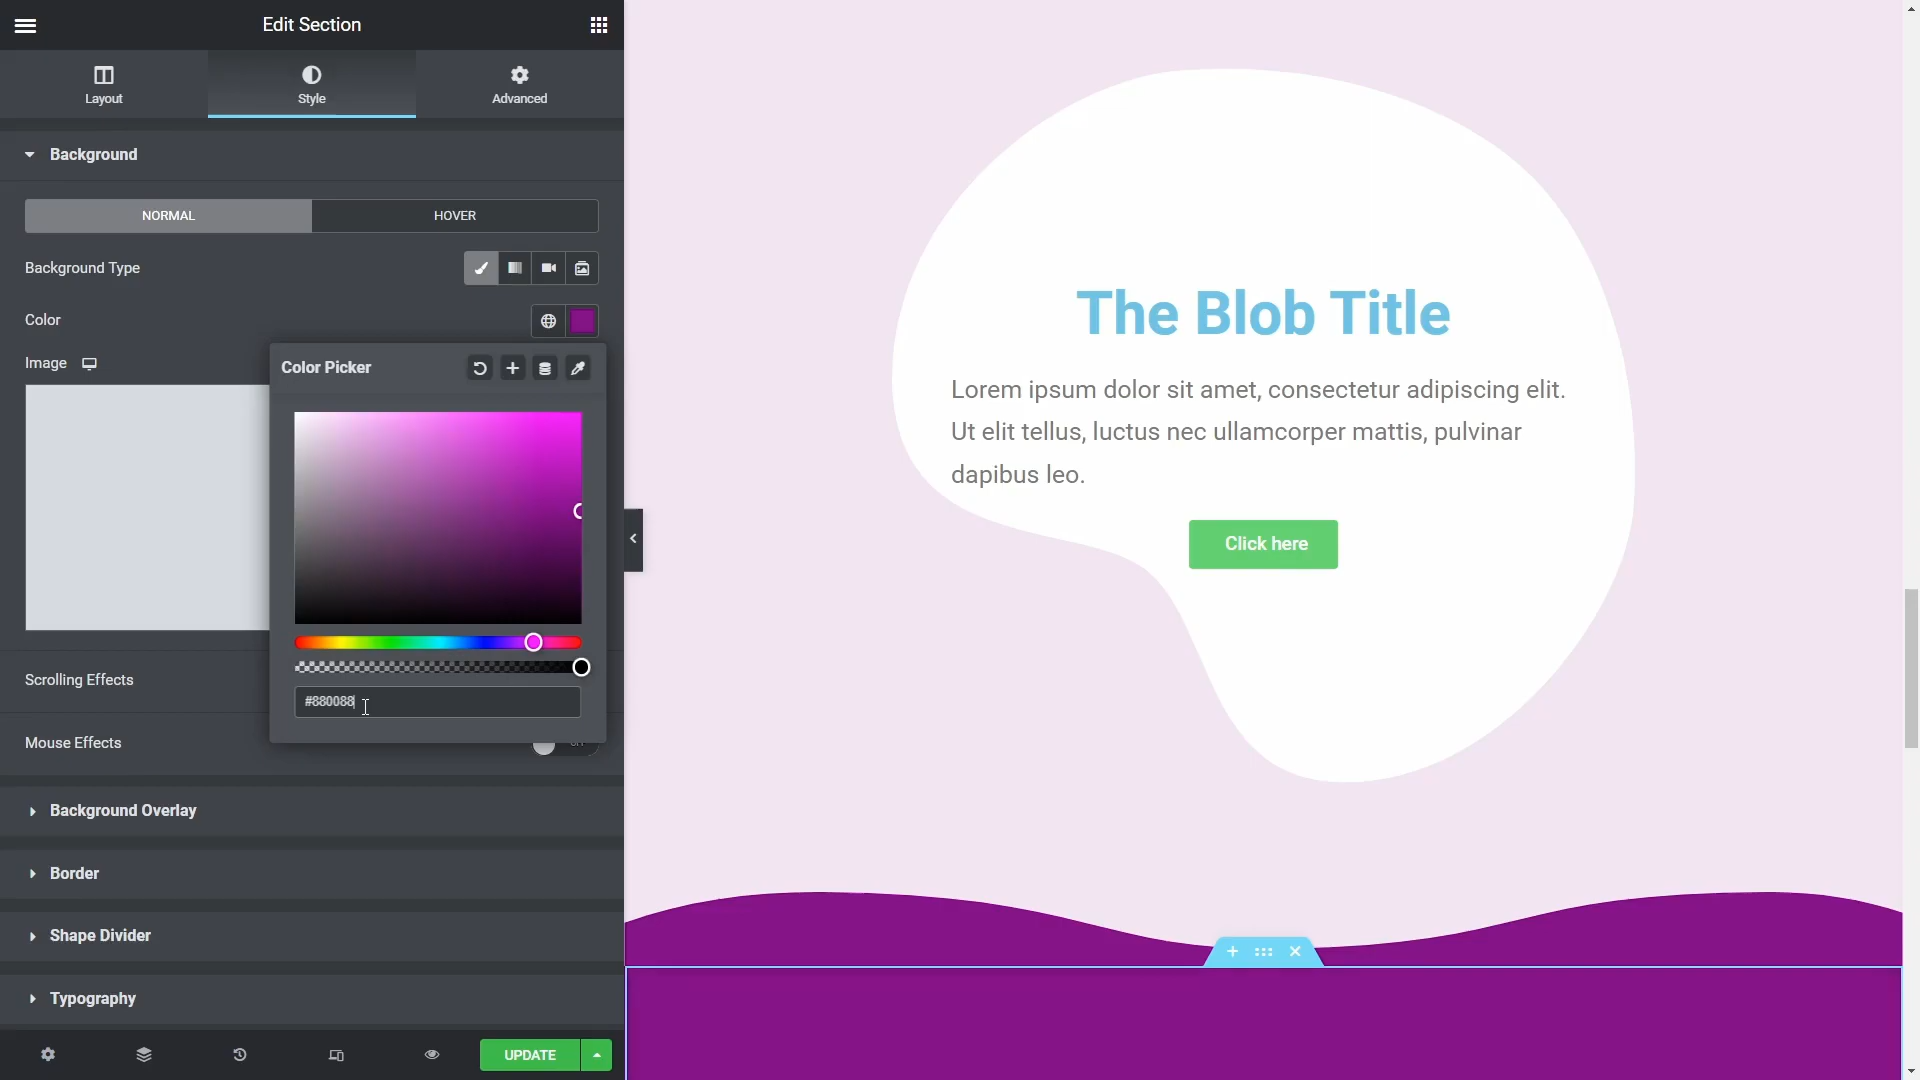 Edit Section
Layout
Style
Advanced
Background
NORMAL
HOVER
Background Type
Color
Image
Color Picker
#880088
Scrolling Effects
Mouse Effects
Background Overlay
Border
Shape Divider
Typography
UPDATE
The Blob Title
Lorem ipsum dolor sit amet, consectetur adipiscing elit.
Ut elit tellus, luctus nec ullamcorper mattis, pulvinar
dapibus leo.
Click here